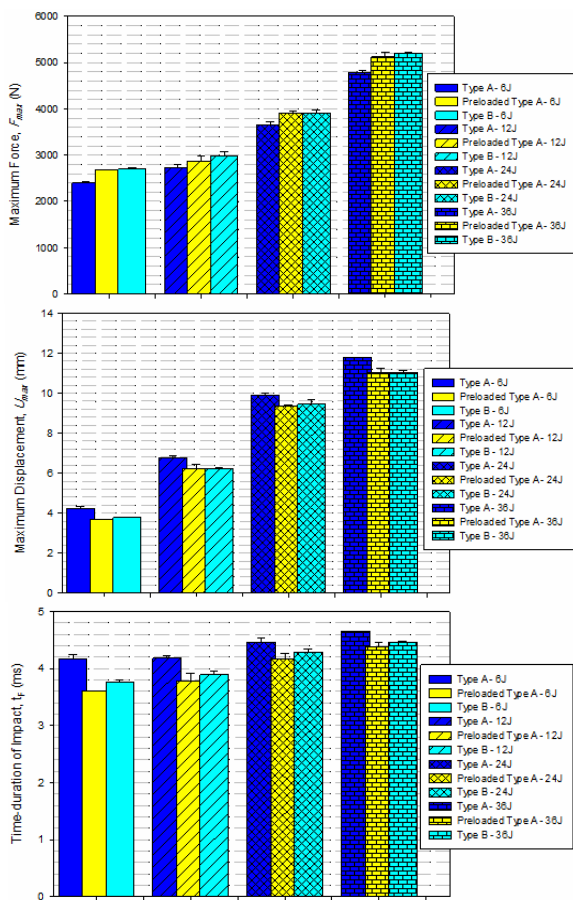 6000
5000
4000
3000
2000
1000
0
Maximum Force, Fmax (N)
Type A - 6J
Preloaded Type A - 6J
Type B - 6J
Type A - 12J
Preloaded Type A - 12J
Type B - 12J
Type A - 24J
Preloaded Type A - 24J
Type B - 24J
Type A - 36J
Preloaded Type A - 36J
Type B - 36J
14
12
10
8
6
4
2
0
Maximum Displacement, Umax (mm)
Type A - 6J
Preloaded Type A - 6J
Type B - 6J
Type A - 12J
Preloaded Type A - 12J
Type B - 12J
Type A - 24J
Preloaded Type A - 24J
Type B - 24J
Type A - 36J
Preloaded Type A - 36J
Type B - 36J
5
4
3
2
1
0
Time-duration of Impact, tF (ms)
Type A - 6J
Preloaded Type A - 6J
Type B - 6J
Type A - 12J
Preloaded Type A - 12J
Type B - 12J
Type A - 24J
Preloaded Type A - 24J
Type B - 24J
Type A - 36J
Preloaded Type A - 36J
Type B - 36J